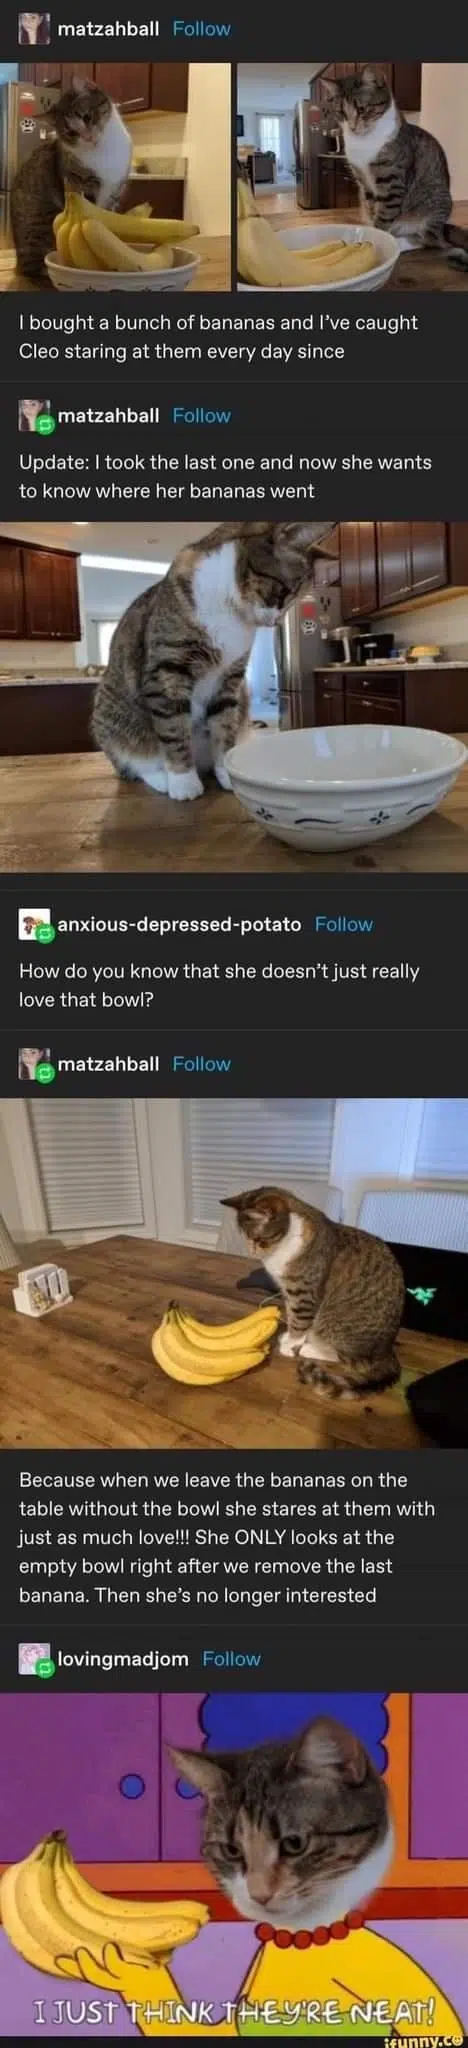 matzahball Follow
I bought a bunch of bananas and I've caught
Cleo staring at them every day since
matzahball Follow
Update: I took the last one and now she wants
to know where her bananas went
anxious-depressed-potato Follow
How do you know that she doesn't just really
love that bowl?
matzahball Follow
Because when we leave the bananas on the
table without the bowl she stares at them with
just as much love!!! She ONLY looks at the
empty bowl right after we remove the last
banana. Then she's no longer interested
lovingmadjom Follow
I JUST THINK THEY'RE NEAT!
ifunny.co